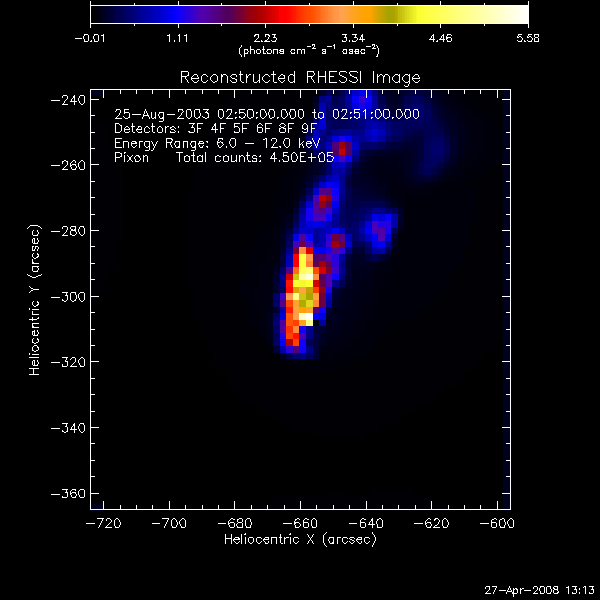 -0.01 1.11 2.23 3.34 4.46 5.58
(photons cm⁻² s⁻¹ asec⁻²)
Reconstructed RHESSI Image
25-Aug-2003 02:50:00.000 to 02:51:00.000
Detectors: 3F 4F 5F 6F 8F 9F
Energy Range: 6.0 - 12.0 keV
Pixon Total counts: 4.50E+05
-240
-260
-280
-300
-320
-340
-360
Heliocentric Y (arcsec)
-720 -700 -680 -660 -640 -620 -600
Heliocentric X (arcsec)
27-Apr-2008 13:13